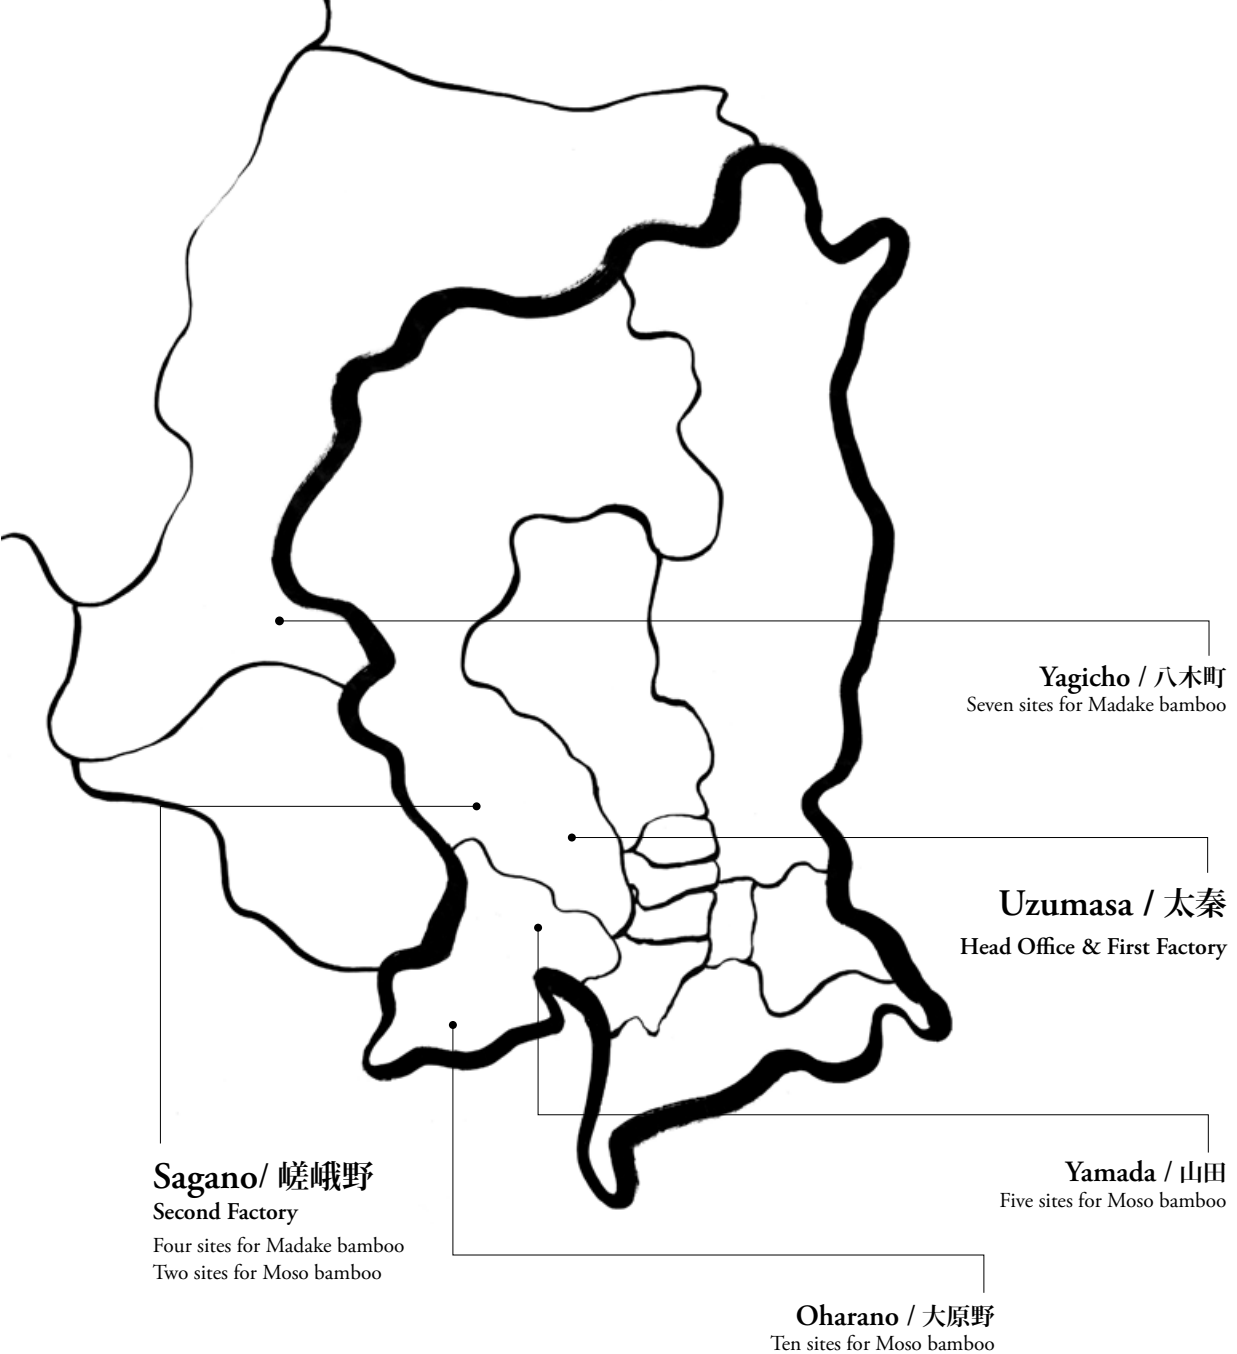 Yagicho / 八木町
Seven sites for Madake bamboo
Uzumasa / 太秦
Head Office & First Factory
Sagano/ 嵯峨野
Second Factory
Four sites for Madake bamboo
Two sites for Moso bamboo
Yamada / 山田
Five sites for Moso bamboo
Oharano / 大原野
Ten sites for Moso bamboo